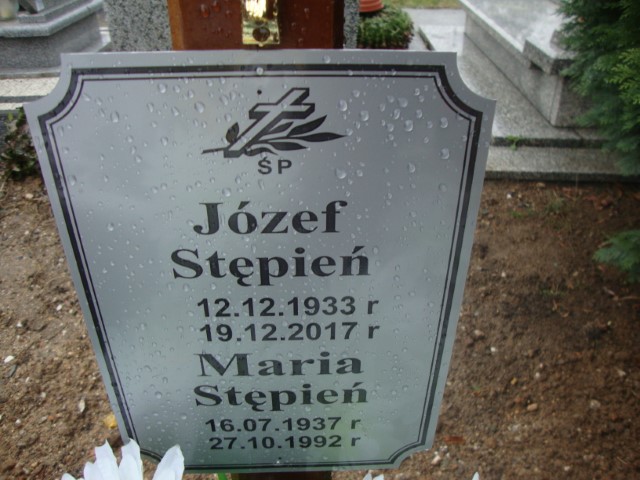 ŚP
Józef
Stępień
12.12.1933 r
19.12.2017 r
Maria
Stępień
16.07.1937 r
27.10.1992 r